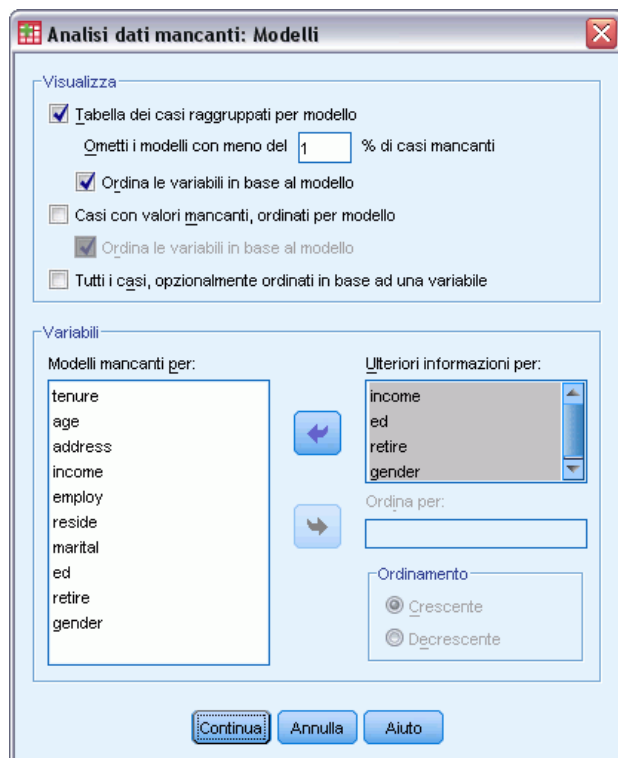 Analisi dati mancanti: Modelli
Visualizza
Tabella dei casi raggruppati per modello
Ometti i modelli con meno del 1 % di casi mancanti
Ordina le variabili in base al modello
Casi con valori mancanti, ordinati per modello
Ordina le variabili in base al modello
Tutti i casi, opzionalmente ordinati in base ad una variabile
Variabili
Modelli mancanti per:
tenure
age
address
income
employ
reside
marital
ed
retire
gender
Ulteriori informazioni per:
income
ed
retire
gender
Ordina per:
Ordinamento
Crescente
Decrescente
Continua Annulla Aiuto